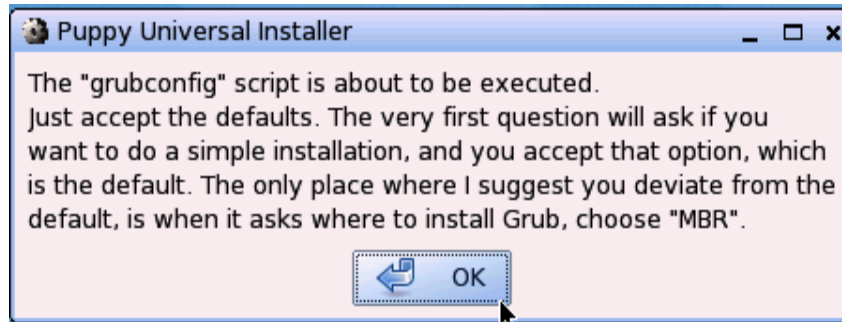 Puppy Universal Installer
The "grubconfig" script is about to be executed.
Just accept the defaults. The very first question will ask if you
want to do a simple installation, and you accept that option, which
is the default. The only place where I suggest you deviate from the
default, is when it asks where to install Grub, choose "MBR".
OK